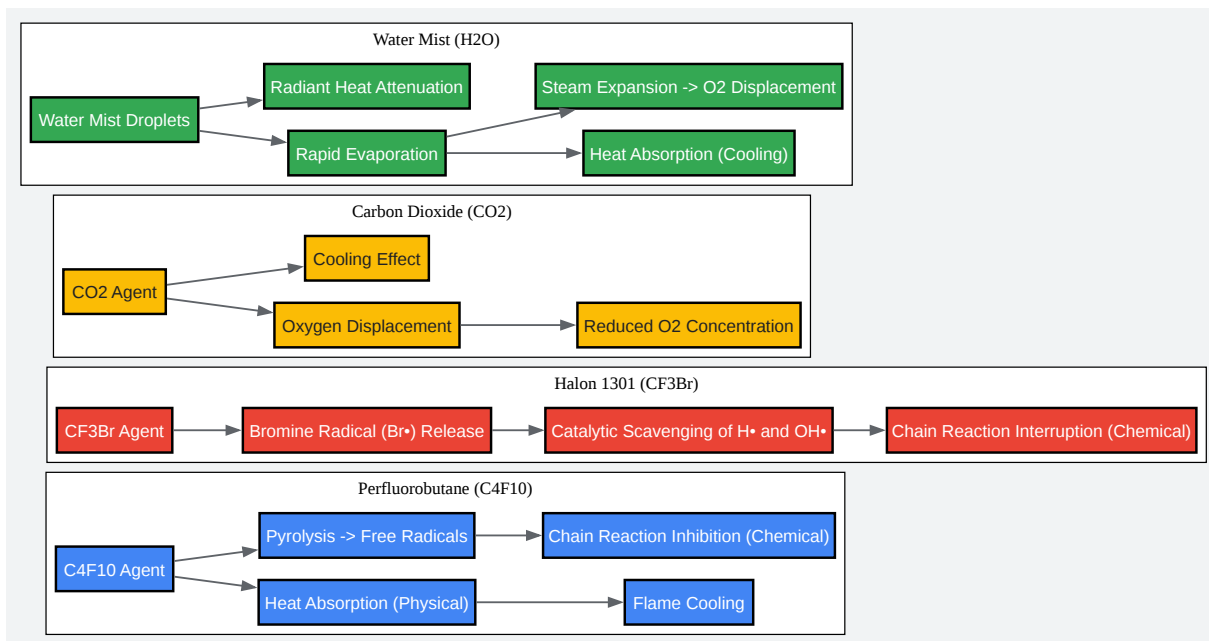 Water Mist (H2O)
Water Mist Droplets
Radiant Heat Attenuation
Rapid Evaporation
Steam Expansion -> O2 Displacement
Heat Absorption (Cooling)
Carbon Dioxide (CO2)
CO2 Agent
Cooling Effect
Oxygen Displacement
Reduced O2 Concentration
Halon 1301 (CF3Br)
CF3Br Agent
Bromine Radical (Br•) Release
Catalytic Scavenging of H• and OH•
Chain Reaction Interruption (Chemical)
Perfluorobutane (C4F10)
C4F10 Agent
Pyrolysis -> Free Radicals
Chain Reaction Inhibition (Chemical)
Heat Absorption (Physical)
Flame Cooling